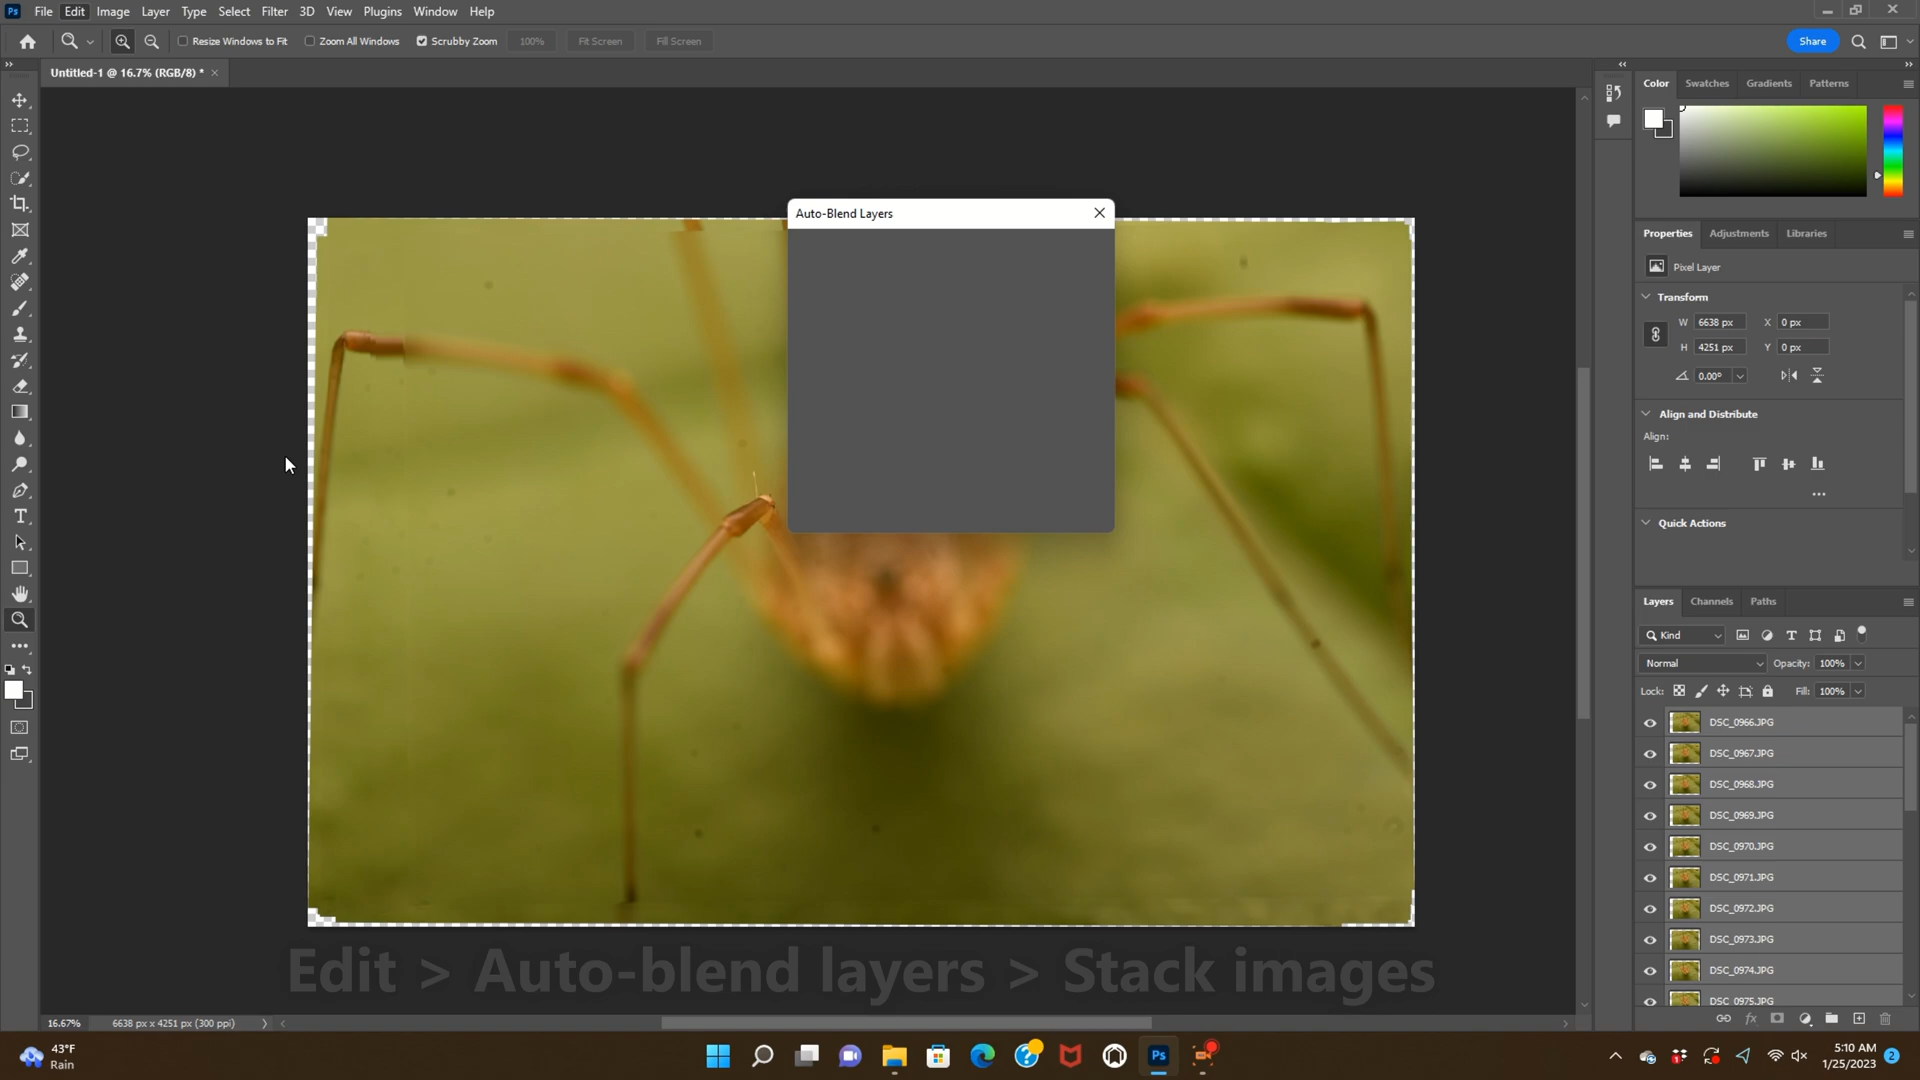 Ps File Edit Image Layer Type Select Filter 3D View Plugins Window Help
Resize Windows to Fit Zoom All Windows Scrubby Zoom 100% Fit Screen Fill Screen Share
Untitled-1 @ 16.7% (RGB/8) *
Color Swatches Gradients Patterns
Auto-Blend Layers
Properties Adjustments Libraries
Pixel Layer
Transform
W 6638 px X 0 px
H 4251 px Y 0 px
0.00°
Align and Distribute
Align:
Quick Actions
Layers Channels Paths
Kind
Normal Opacity: 100%
Lock: Fill: 100%
DSC_0966.JPG
DSC_0967.JPG
DSC_0968.JPG
DSC_0969.JPG
DSC_0970.JPG
DSC_0971.JPG
DSC_0972.JPG
DSC_0973.JPG
DSC_0974.JPG
DSC_0975.JPG
Edit > Auto-blend layers > Stack images
16.67% 6638 px x 4251 px (300 ppi)
43°F
Rain
Ps
5:10 AM
1/25/2023
2